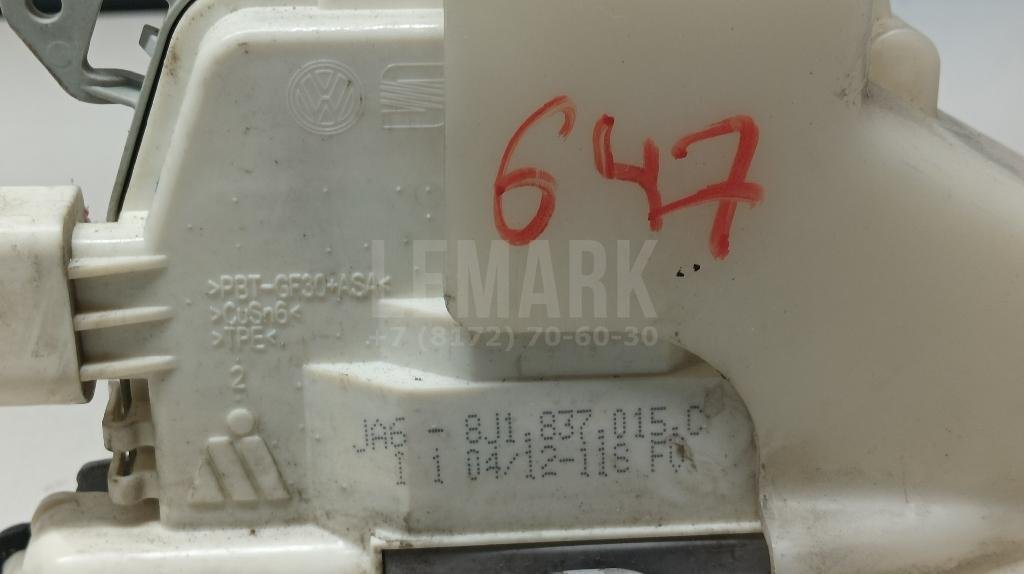 647
LEMARK
+7 (8172) 70-60-30
>PBT-GF30+ASA<
>CuSn6<
>TPE<
2
JA6 - 8J1 837 015 C
1 1 04/12-118